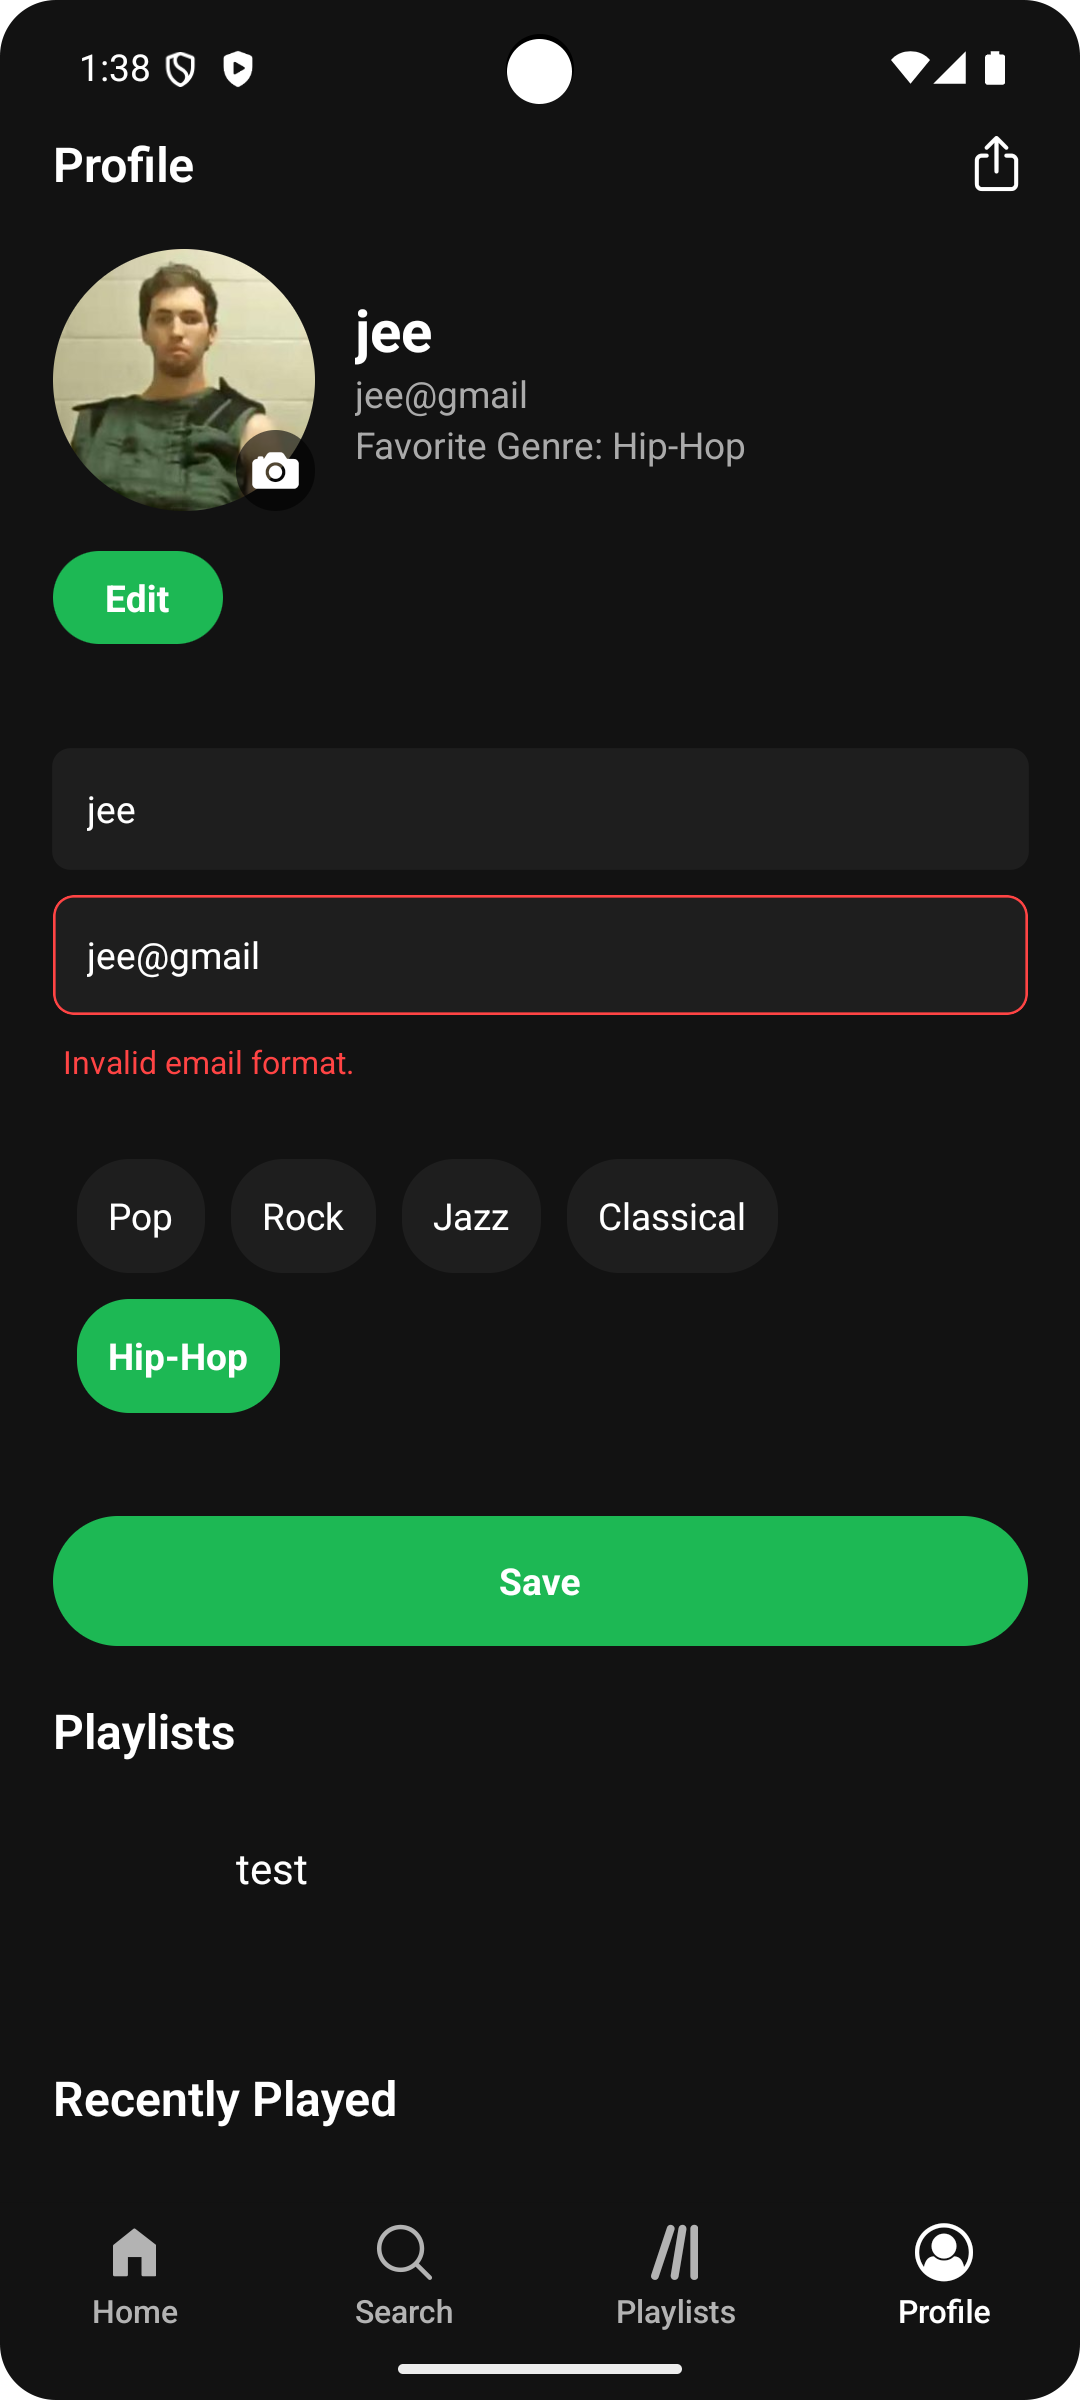 1:38
Profile
jee
jee@gmail
Favorite Genre: Hip-Hop
Edit
jee
jee@gmail
Invalid email format.
Pop Rock Jazz Classical
Hip-Hop
Save
Playlists
test
Recently Played
Home Search Playlists Profile